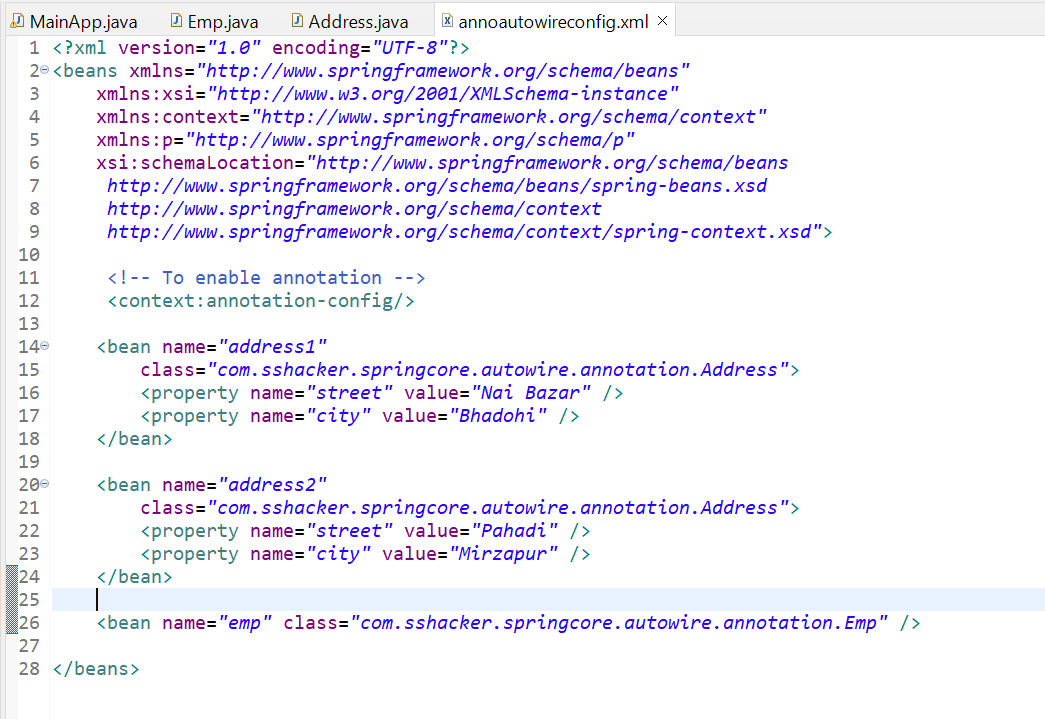 MainApp.java Emp.java Address.java annoautowireconfig.xml
1 <?xml version="1.0" encoding="UTF-8"?>
2 <beans xmlns="http://www.springframework.org/schema/beans"
3 xmlns:xsi="http://www.w3.org/2001/XMLSchema-instance"
4 xmlns:context="http://www.springframework.org/schema/context"
5 xmlns:p="http://www.springframework.org/schema/p"
6 xsi:schemaLocation="http://www.springframework.org/schema/beans
7 http://www.springframework.org/schema/beans/spring-beans.xsd
8 http://www.springframework.org/schema/context
9 http://www.springframework.org/schema/context/spring-context.xsd">
10
11 <!-- To enable annotation -->
12 <context:annotation-config/>
13
14 <bean name="address1"
15 class="com.sshacker.springcore.autowire.annotation.Address">
16 <property name="street" value="Nai Bazar" />
17 <property name="city" value="Bhadohi" />
18 </bean>
19
20 <bean name="address2"
21 class="com.sshacker.springcore.autowire.annotation.Address">
22 <property name="street" value="Pahadi" />
23 <property name="city" value="Mirzapur" />
24 </bean>
25
26 <bean name="emp" class="com.sshacker.springcore.autowire.annotation.Emp" />
27
28 </beans>